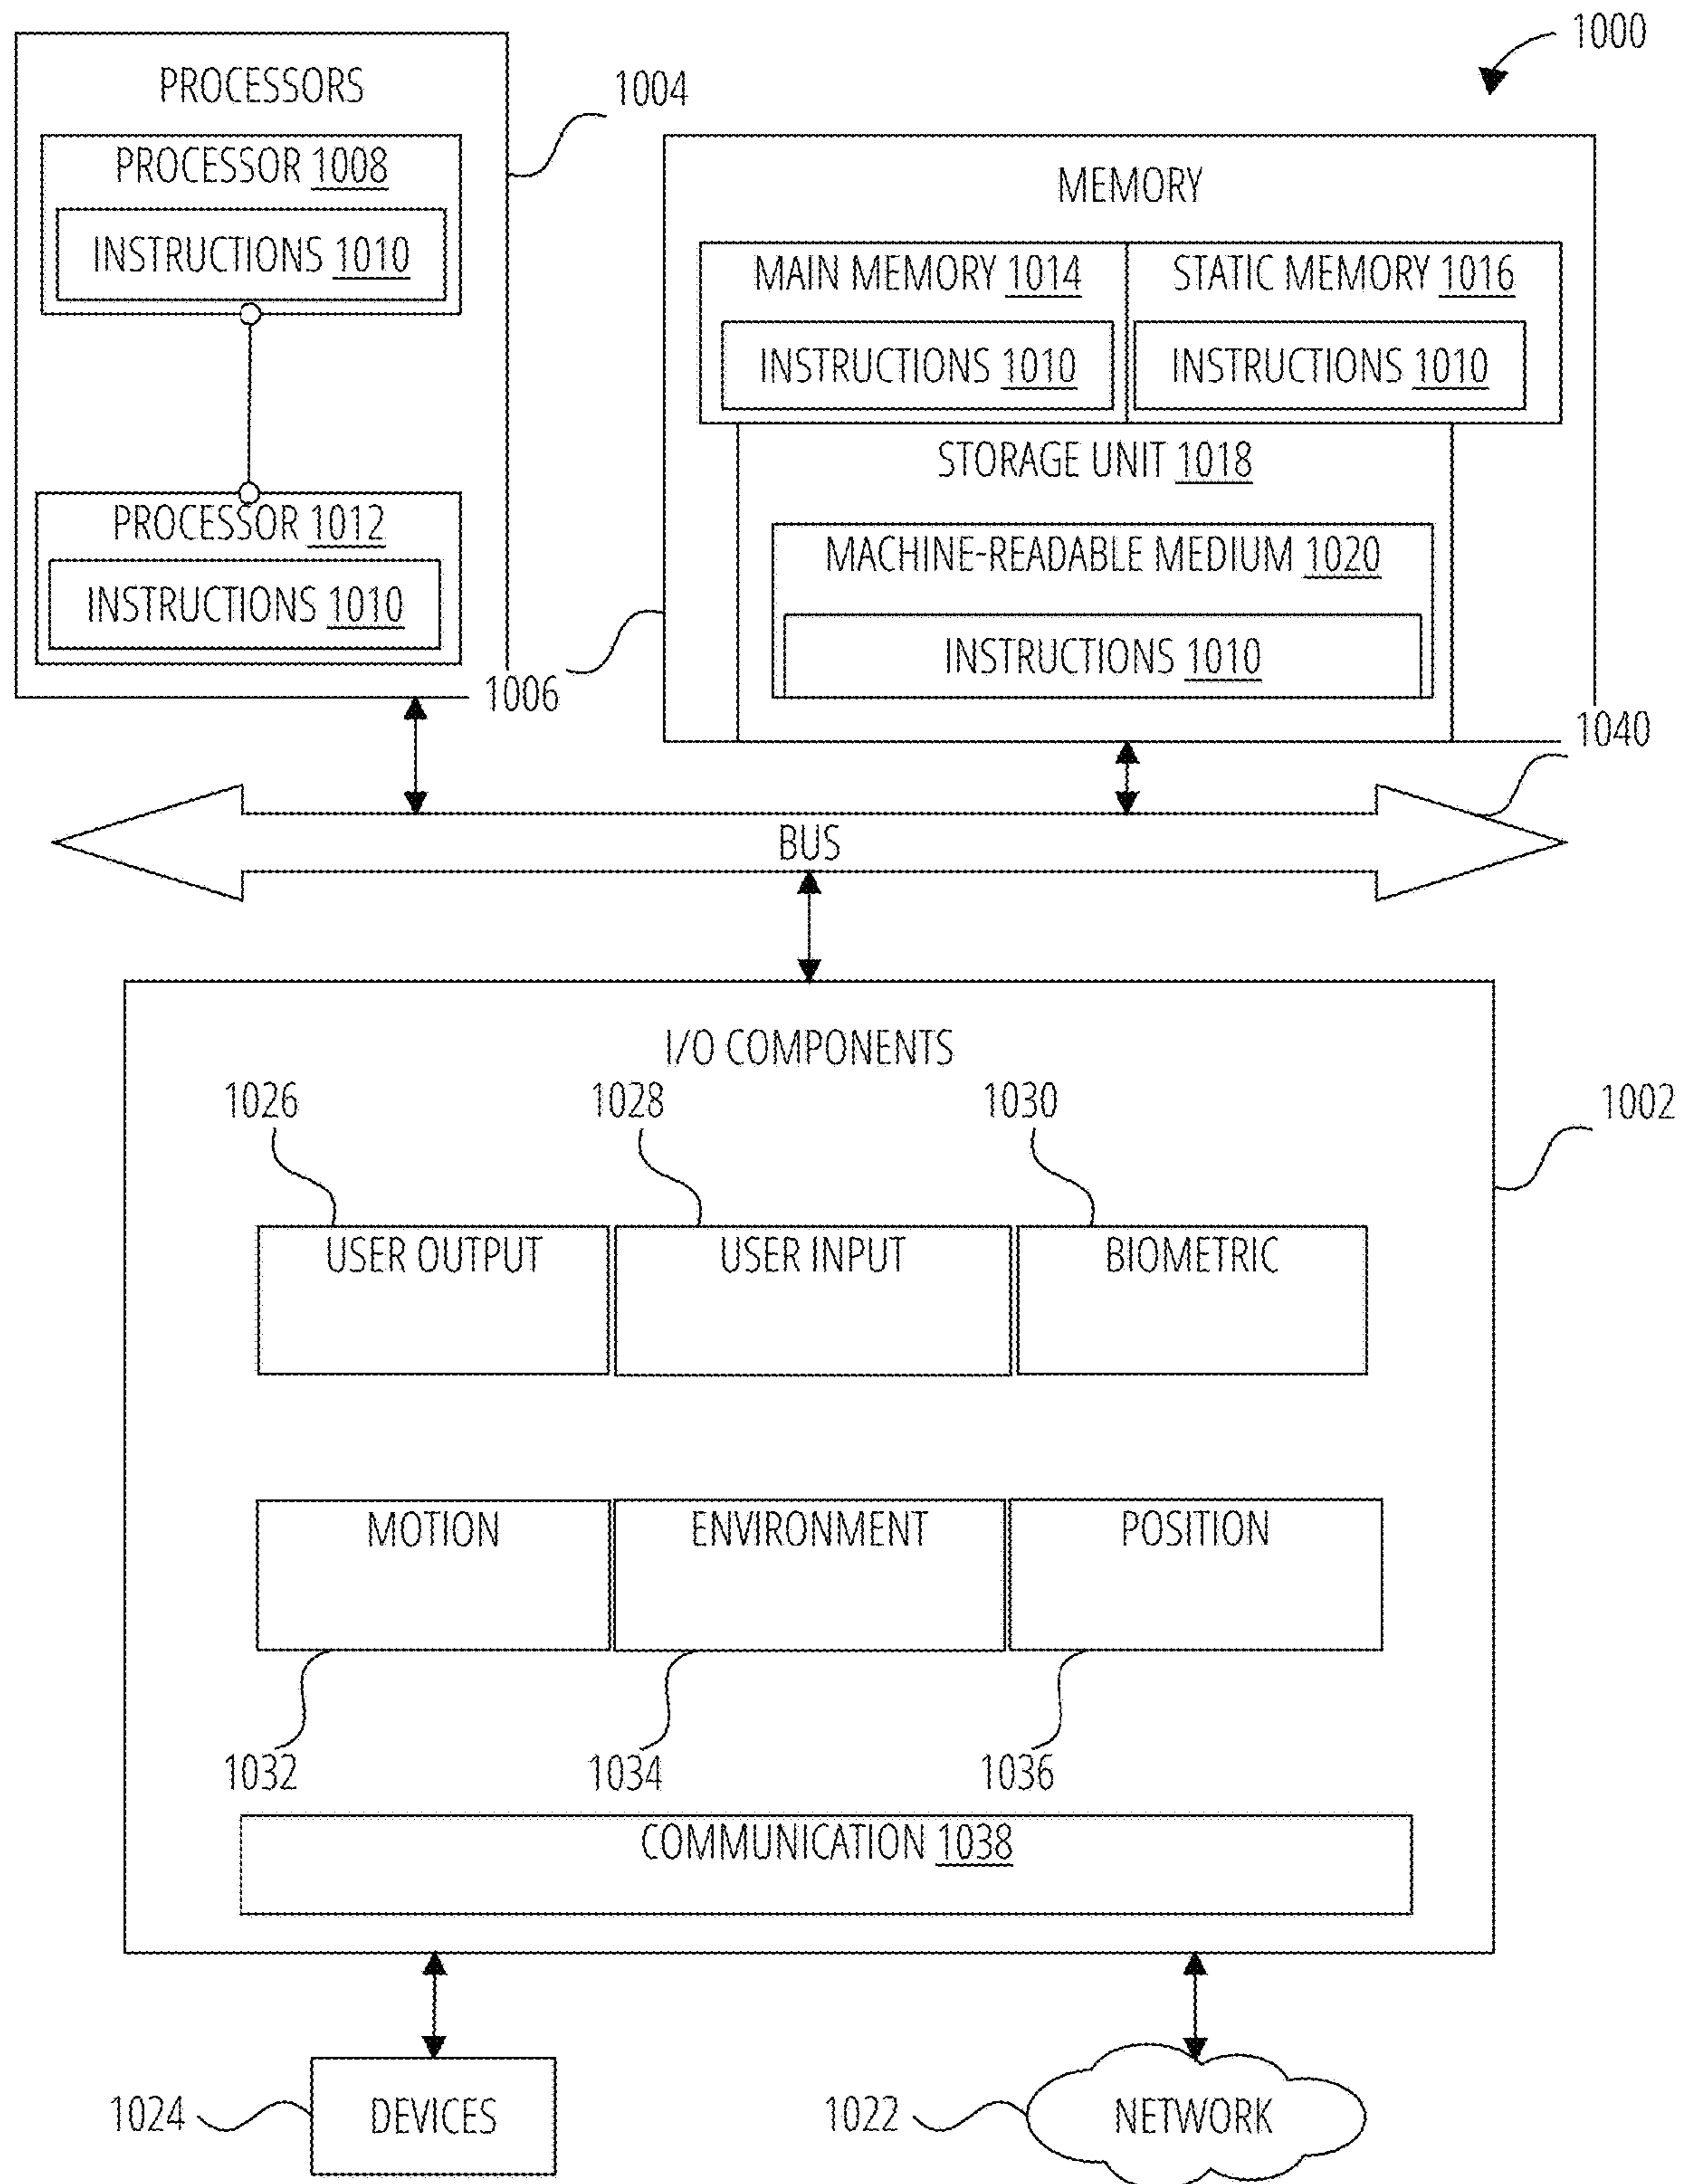 1000
PROCESSORS
1004
PROCESSOR 1008
INSTRUCTIONS 1010
PROCESSOR 1012
INSTRUCTIONS 1010
MEMORY
MAIN MEMORY 1014
INSTRUCTIONS 1010
STATIC MEMORY 1016
INSTRUCTIONS 1010
STORAGE UNIT 1018
MACHINE-READABLE MEDIUM 1020
INSTRUCTIONS 1010
1006
1040
BUS
I/O COMPONENTS
1002
1026
1028
1030
USER OUTPUT
USER INPUT
BIOMETRIC
MOTION
ENVIRONMENT
POSITION
1032
1034
1036
COMMUNICATION 1038
1024
DEVICES
1022
NETWORK